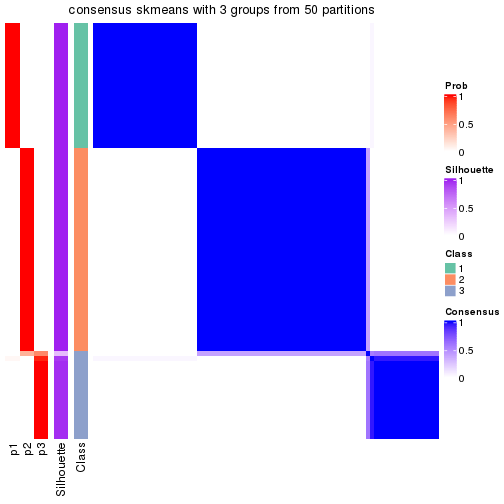 consensus skmeans with 3 groups from 50 partitions
Prob
1
0.5
0
Silhouette
1
0.5
0
Class
1
2
3
Consensus
1
0.5
0
p1
p2
p3
Silhouette
Class